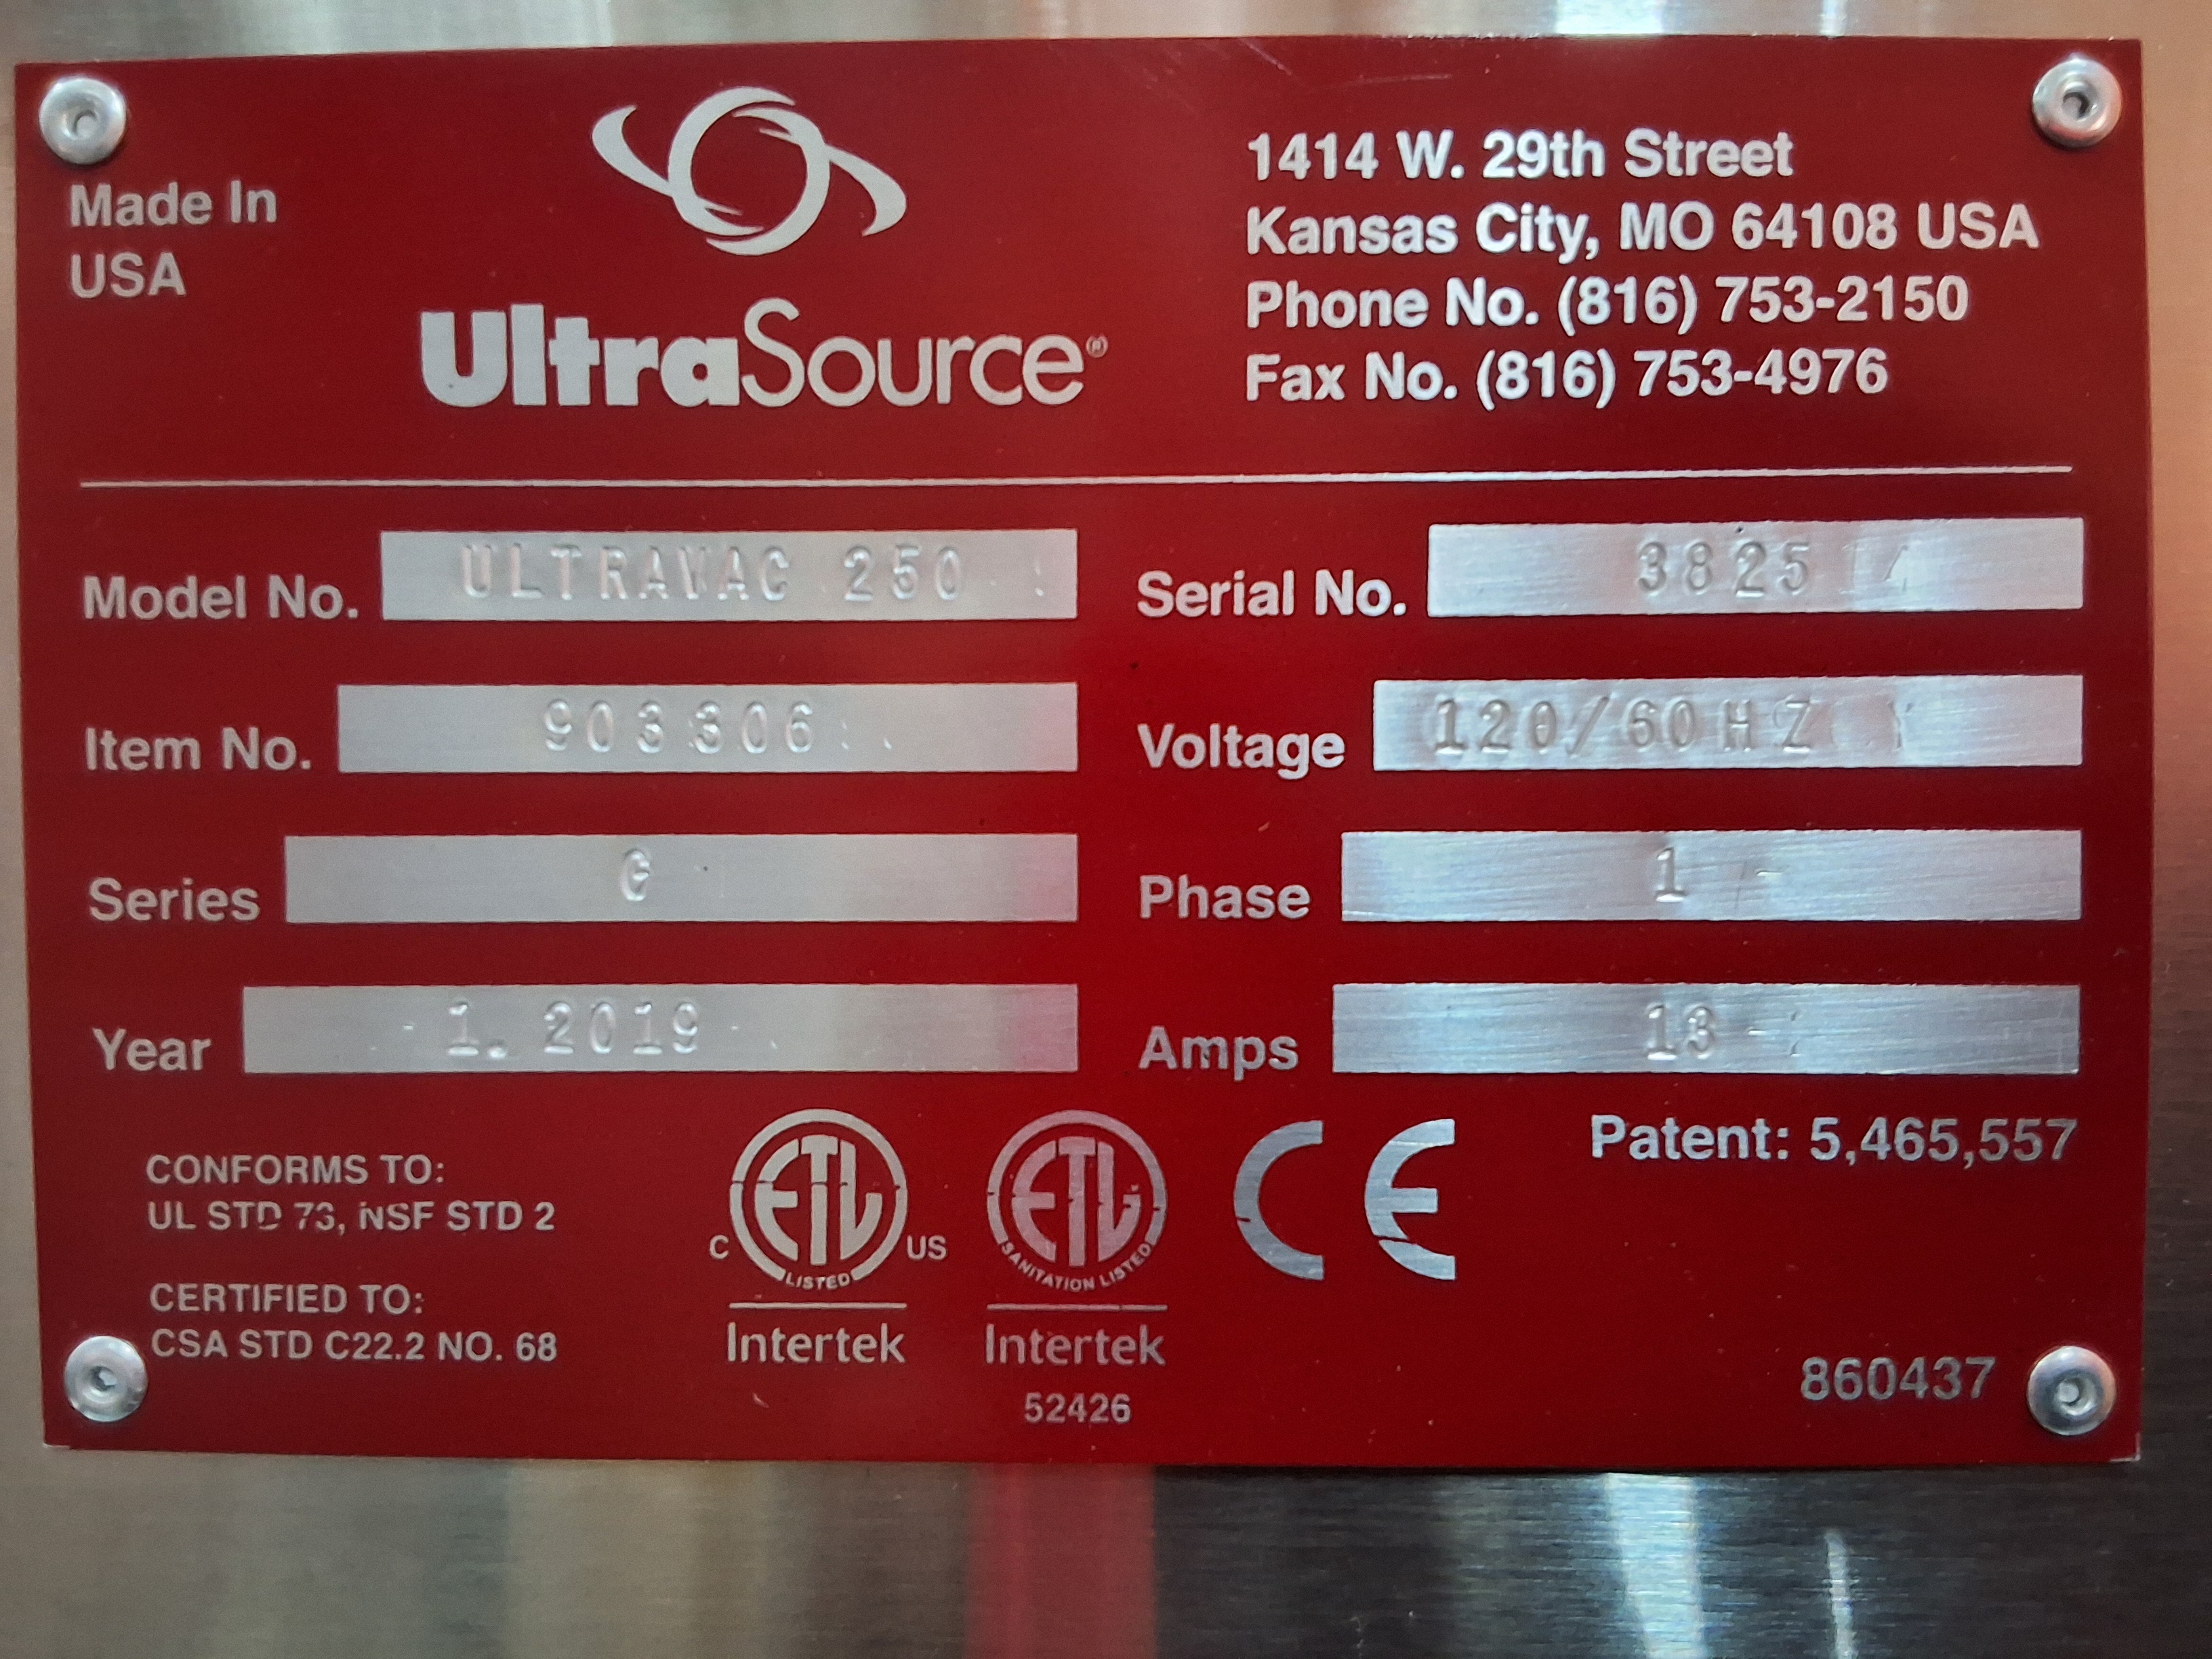 Made In
USA
UltraSource®
1414 W. 29th Street
Kansas City, MO 64108 USA
Phone No. (816) 753-2150
Fax No. (816) 753-4976
Model No. ULTRAVAC 250
Serial No. 3825
Item No. 903306
Voltage 120/60HZ
Series G
Phase 1
Year 1.2019
Amps 13
CONFORMS TO:
UL STD 73, NSF STD 2
CERTIFIED TO:
CSA STD C22.2 NO. 68
C ETL US
LISTED
Intertek
ETL
SANITATION LISTED
Intertek
52426
CE
Patent: 5,465,557
860437